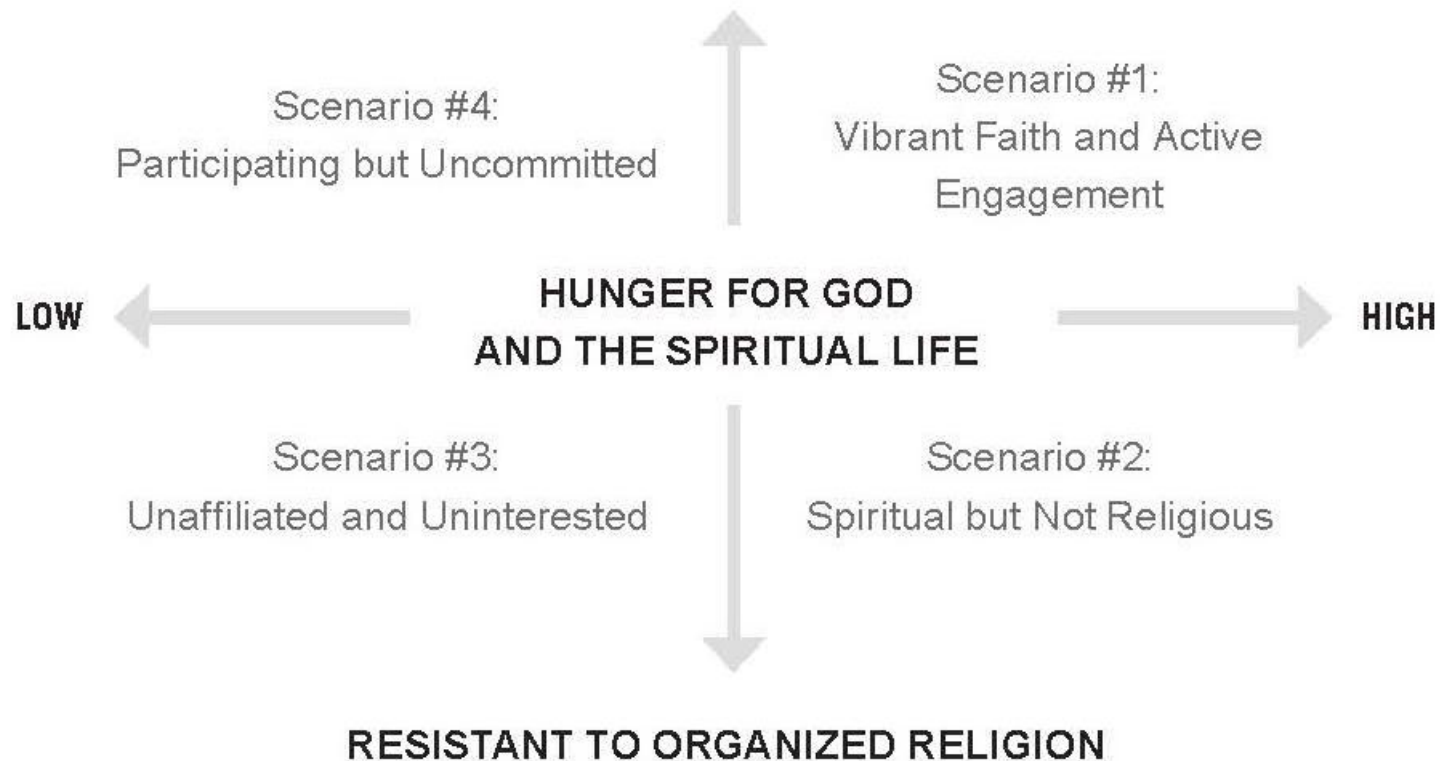 Scenario #4:
Participating but Uncommitted
Scenario #1:
Vibrant Faith and Active
Engagement
LOW
HUNGER FOR GOD
AND THE SPIRITUAL LIFE
HIGH
Scenario #3:
Unaffiliated and Uninterested
Scenario #2:
Spiritual but Not Religious
RESISTANT TO ORGANIZED RELIGION